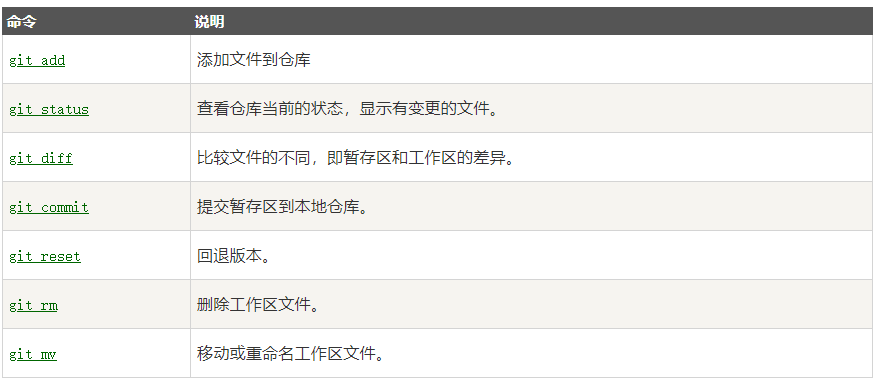 命令 说明
git add 添加文件到仓库
git status 查看仓库当前的状态，显示有变更的文件。
git diff 比较文件的不同，即暂存区和工作区的差异。
git commit 提交暂存区到本地仓库。
git reset 回退版本。
git rm 删除工作区文件。
git mv 移动或重命名工作区文件。